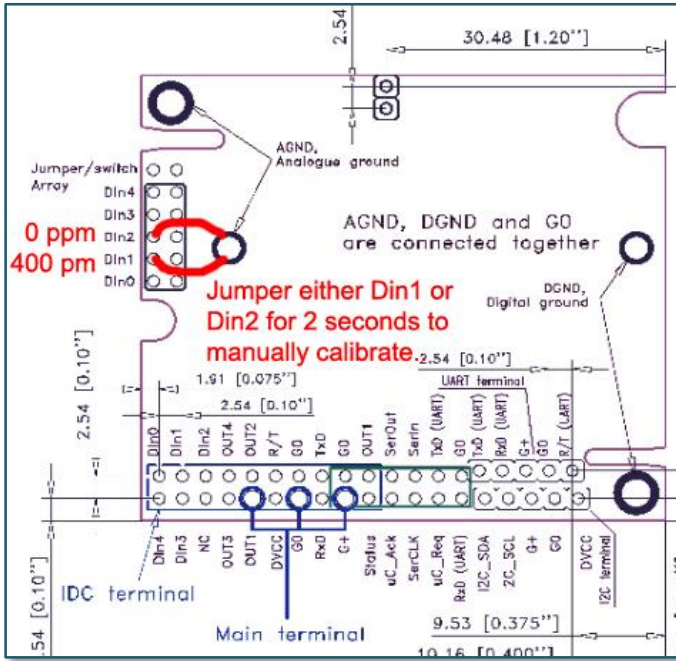 2.54
30.48 [1.20"]
AGND,
Analogue ground
Jumper/switch
Array
DIn4
DIn3
DIn2
DIn1
DIn0
0 ppm
400 pm
AGND, DGND and G0
are connected together
Jumper either Din1 or
Din2 for 2 seconds to
manually calibrate.
DGND,
Digital ground
2.54 [0.10"]
2.54 [0.10"]
1.91 [0.075"]
2.54 [0.10"]
UART terminal
DIn0
DIn1
DIn2
OUT4
OUT2
R/T
G0
TxD
G0
OUT1
SerOut
SerIn
TxD (UART)
G0
TxD (UART)
RxD (UART)
G+
G0
R/T (UART)
DIn4
DIn3
NC
OUT3
OUT1
DVCC
G0
RxD
G+
Status
uC_Ack
SerCLK
uC_Req
RxD (UART)
I2C_SDA
2C_SCL
G+
G0
DVCC
I2C terminal
IDC terminal
Main terminal
.54 [0.10"]
9.53 [0.375"]
10.16 [0.400"]